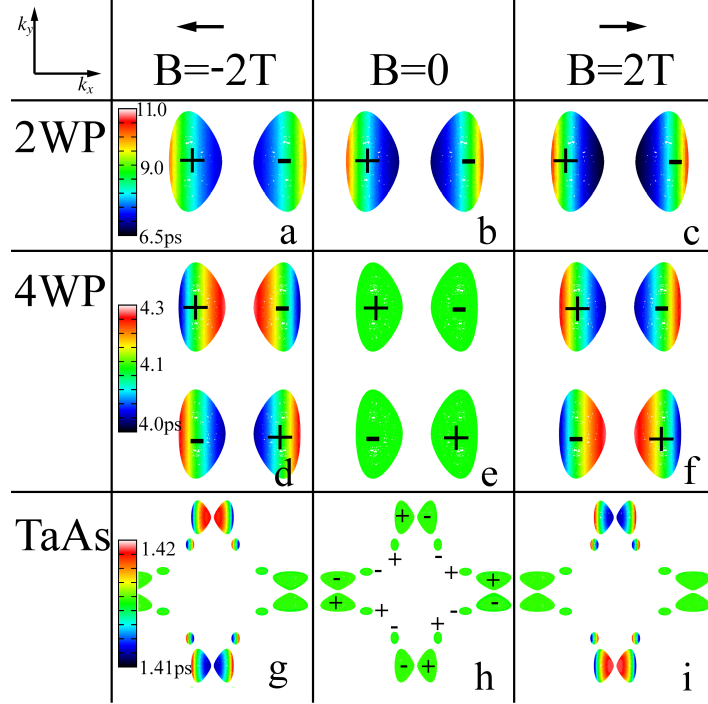 k_y
k_x
B=-2T B=0 B=2T
2WP
11.0
9.0
6.5ps
+ - + - + -
a b c
4WP
4.3
4.1
4.0ps
+ - + - + -
- + - + - +
d e f
TaAs
1.42
1.41ps
+ -
- + - +
- +
+ -
+ + - -
- +
- +
g h i